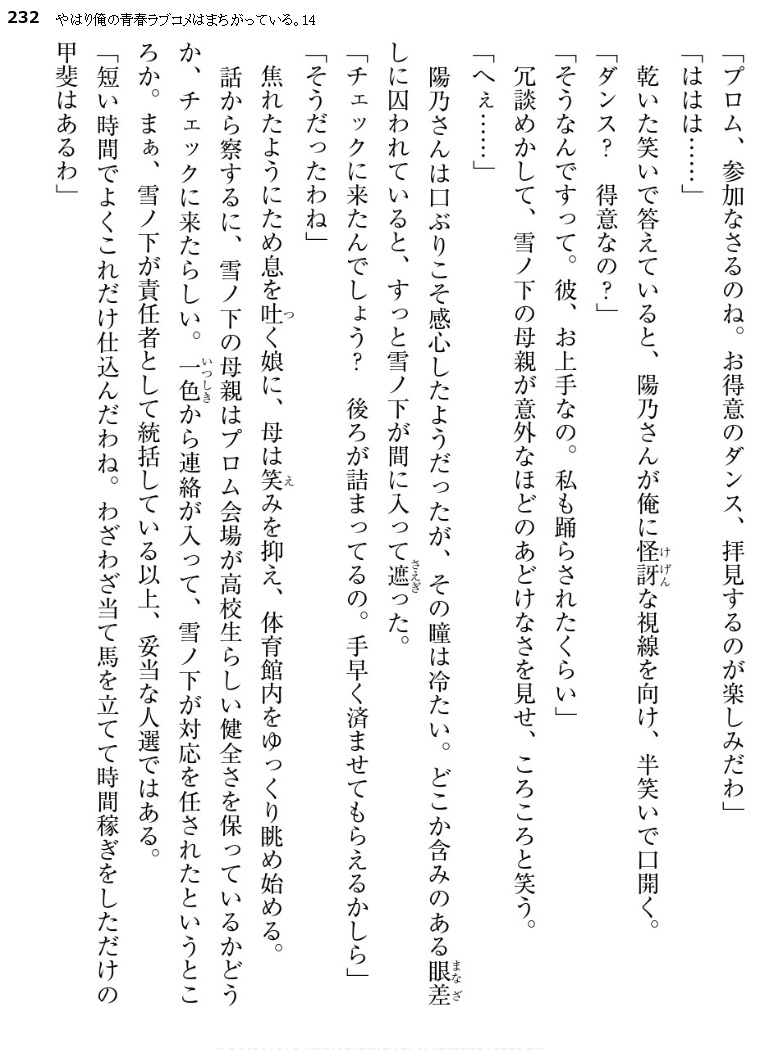 232 やはり俺の青春ラブコメはまちがっている。14
「プロム、参加なさるのね。お得意のダンス、拝見するのが楽しみだわ」
「ははは……」
乾いた笑いで答えていると、陽乃さんが俺に怪訝な視線を向け、半笑いで口開く。
けげん
「ダンス？　得意なの？」
「そうなんですって。彼、お上手なの。私も踊らされたくらい」
冗談めかして、雪ノ下の母親が意外なほどのあどけなさを見せ、ころころと笑う。
「へぇ……」
陽乃さんは口ぶりこそ感心したようだったが、その瞳は冷たい。どこか含みのある眼差
まなざ
しに囚われていると、すっと雪ノ下が間に入って遮った。
さえぎ
「チェックに来たんでしょう？　後ろが詰まってるの。手早く済ませてもらえるかしら」
「そうだったわね」
焦れたようにため息を吐く娘に、母は笑みを抑え、体育館内をゆっくり眺め始める。
つ
え
話から察するに、雪ノ下の母親はプロム会場が高校生らしい健全さを保っているかどう
か、チェックに来たらしい。一色から連絡が入って、雪ノ下が対応を任されたというとこ
いつしき
ろか。まぁ、雪ノ下が責任者として統括している以上、妥当な人選ではある。
「短い時間でよくこれだけ仕込んだわね。わざわざ当て馬を立てて時間稼ぎをしただけの
甲斐はあるわ」